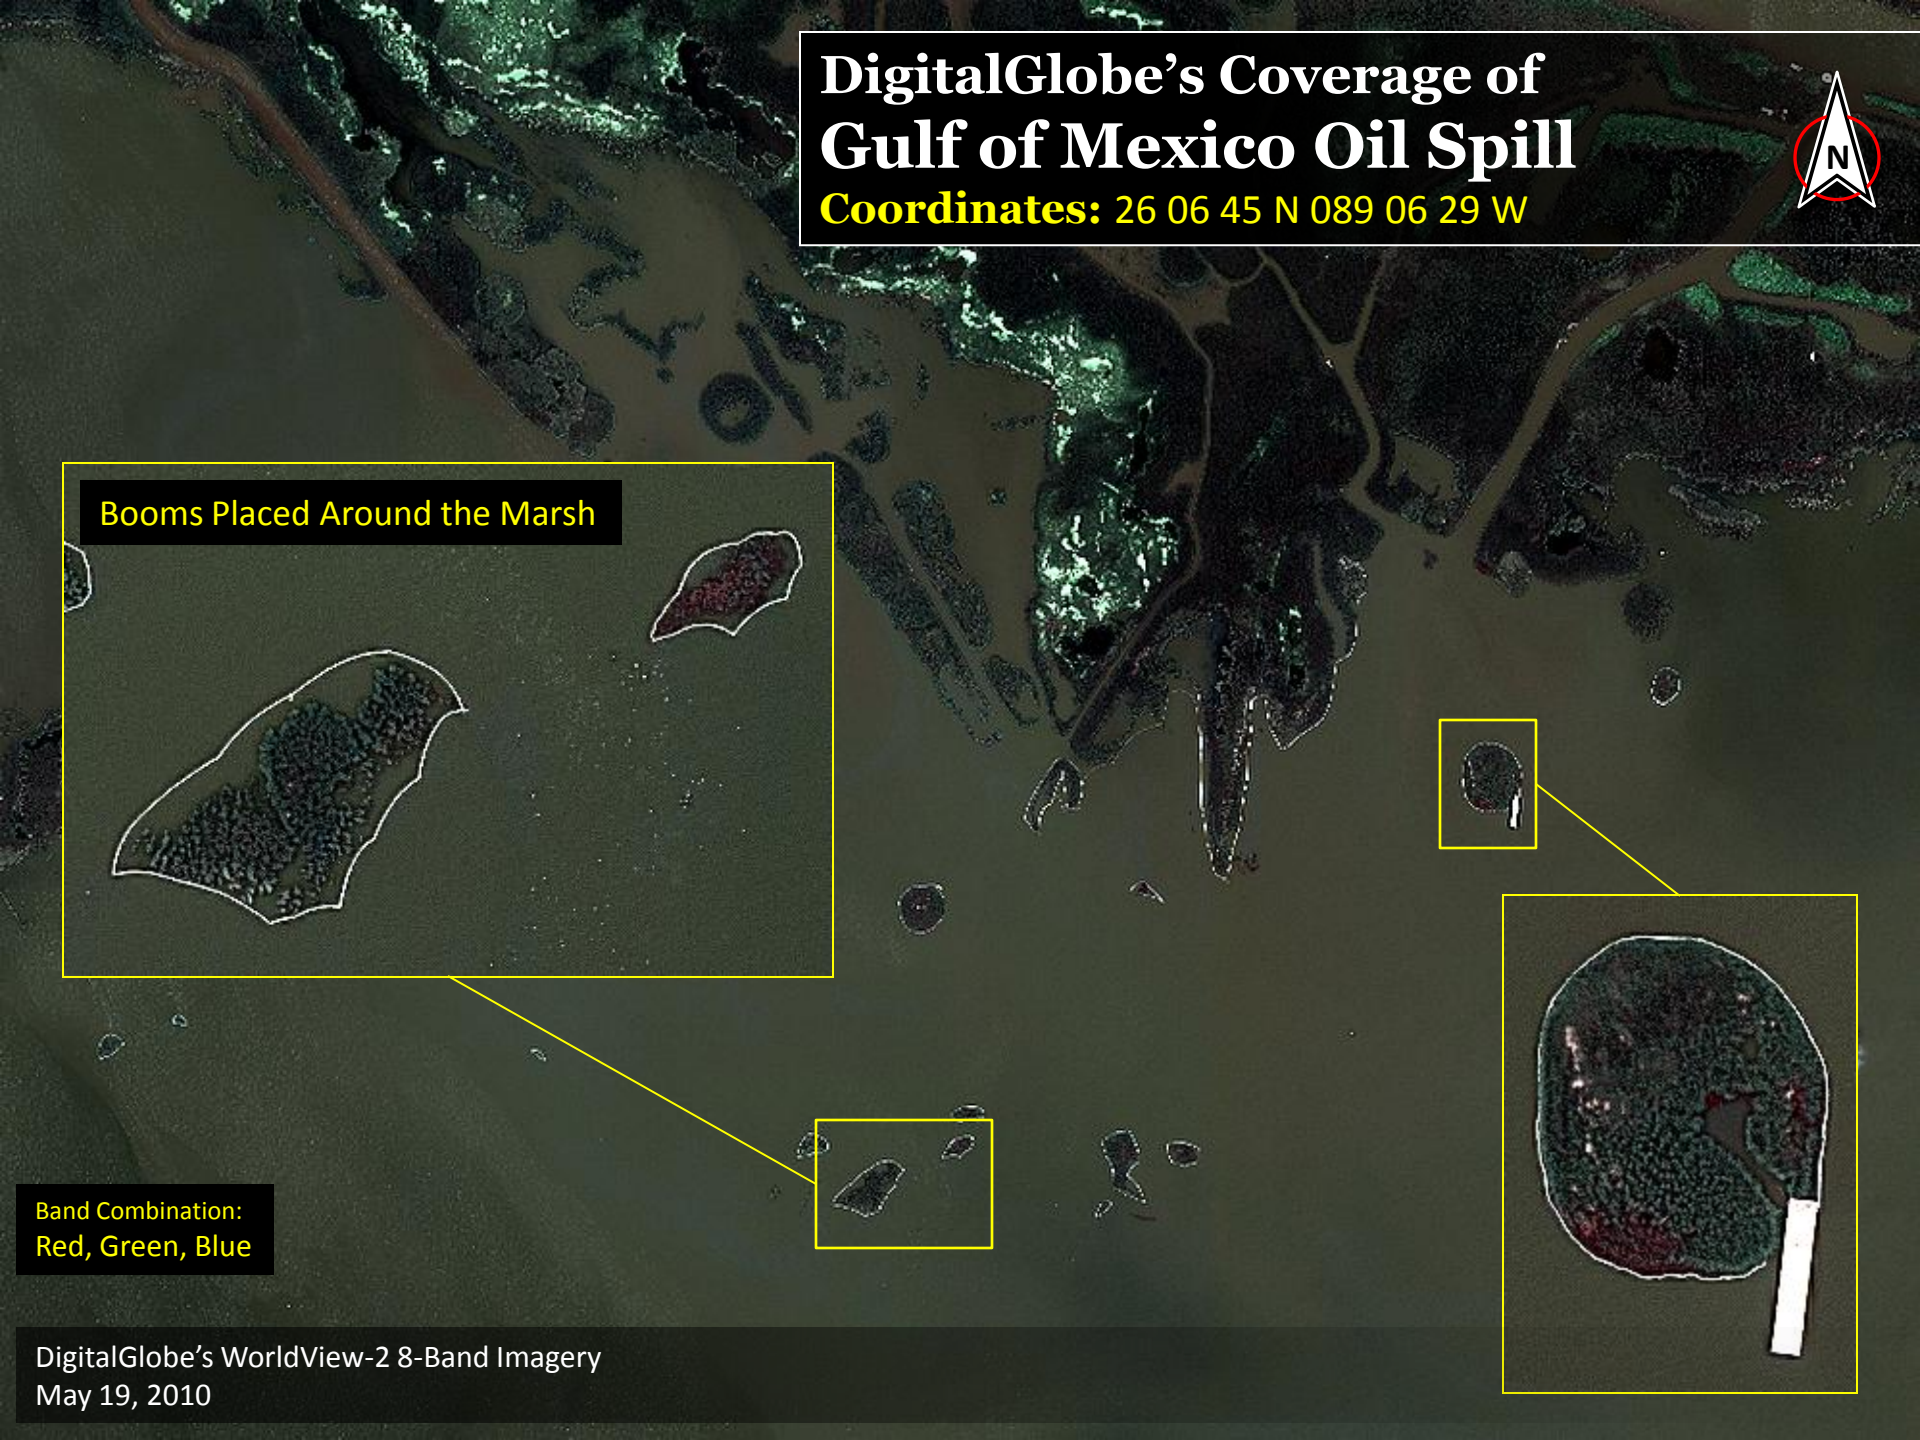 DigitalGlobe’s Coverage of
Gulf of Mexico Oil Spill
Coordinates: 26 06 45 N 089 06 29 W
N
Booms Placed Around the Marsh
Band Combination:
Red, Green, Blue
DigitalGlobe’s WorldView-2 8-Band Imagery
May 19, 2010